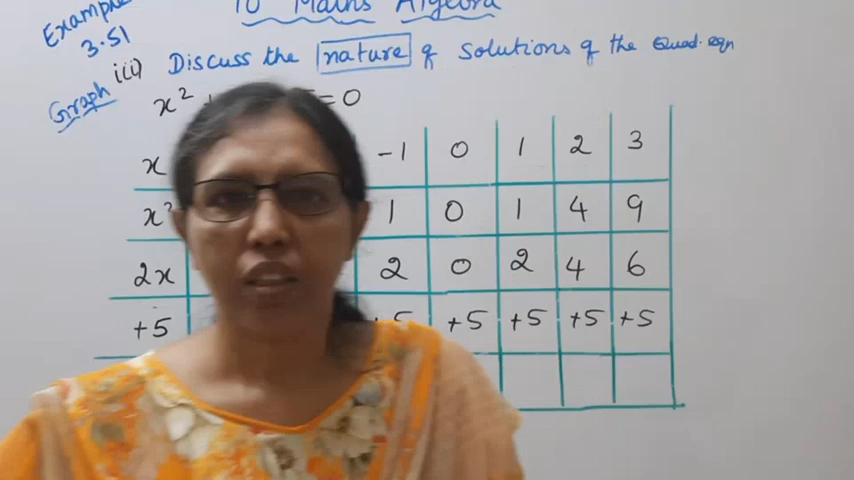 10 Maths Algebra
Example
3.51
iii) Discuss the nature of solutions of the Quad. eqn
Graph
x² + = 0
x -1 0 1 2 3
x² 1 0 1 4 9
2x 2 0 2 4 6
+5 +5 +5 +5 +5 +5